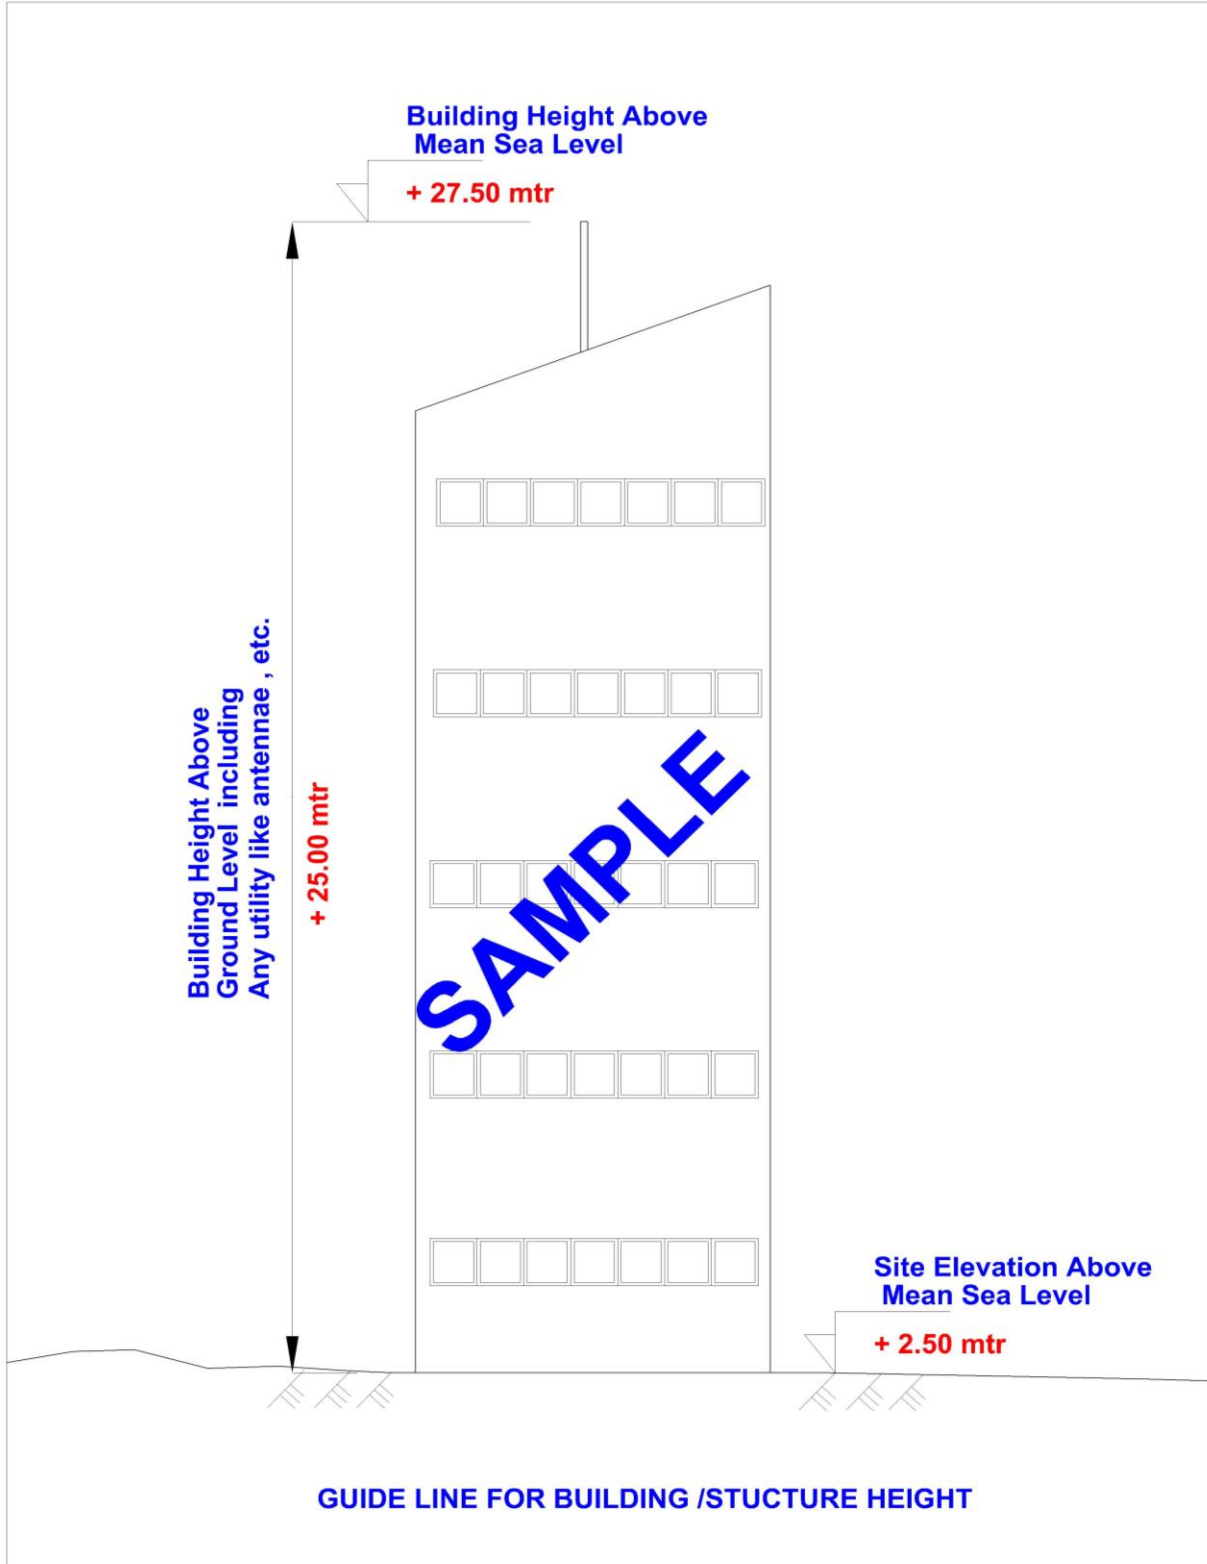 Building Height Above
Mean Sea Level
+ 27.50 mtr
Building Height Above
Ground Level including
Any utility like antennae , etc.
+ 25.00 mtr
SAMPLE
Site Elevation Above
Mean Sea Level
+ 2.50 mtr
GUIDE LINE FOR BUILDING /STUCTURE HEIGHT